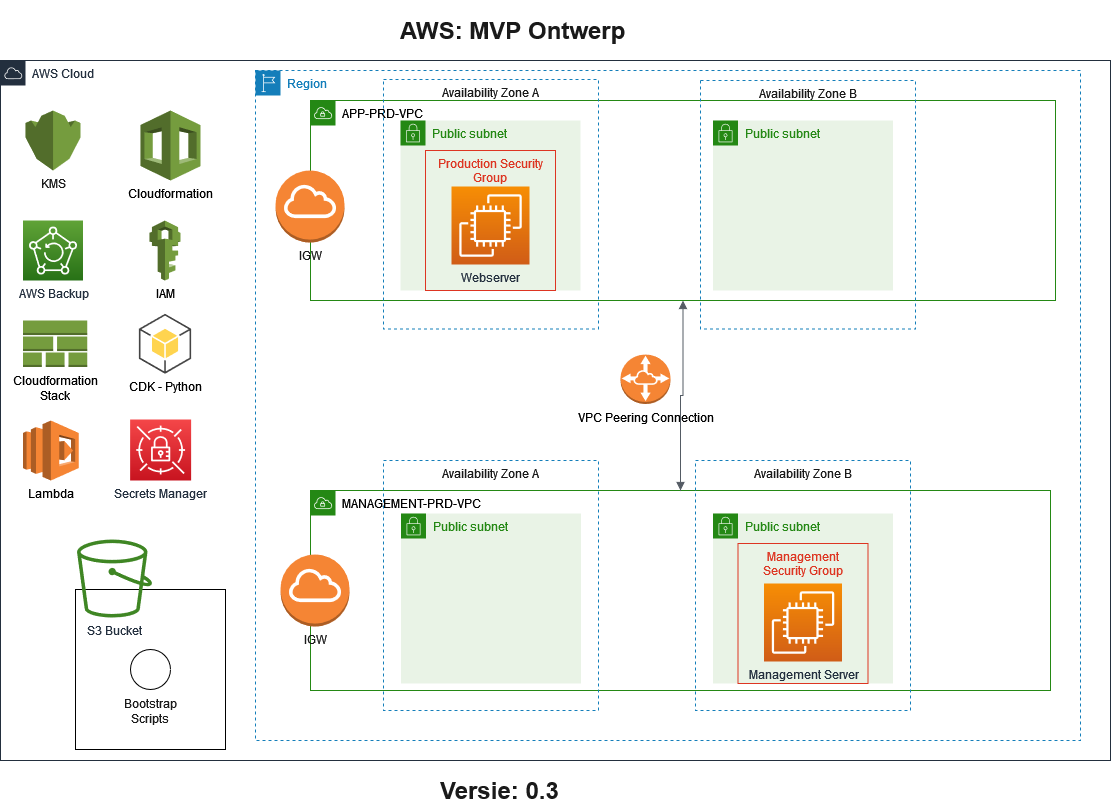 AWS: MVP Ontwerp
AWS Cloud
KMS
Cloudformation
AWS Backup
IAM
Cloudformation
Stack
CDK - Python
Lambda
Secrets Manager
S3 Bucket
Bootstrap
Scripts
Region
Availability Zone A
Availability Zone B
APP-PRD-VPC
Public subnet
Public subnet
Production Security
Group
Webserver
IGW
VPC Peering Connection
Availability Zone A
Availability Zone B
MANAGEMENT-PRD-VPC
Public subnet
Public subnet
Management
Security Group
Management Server
IGW
Versie: 0.3